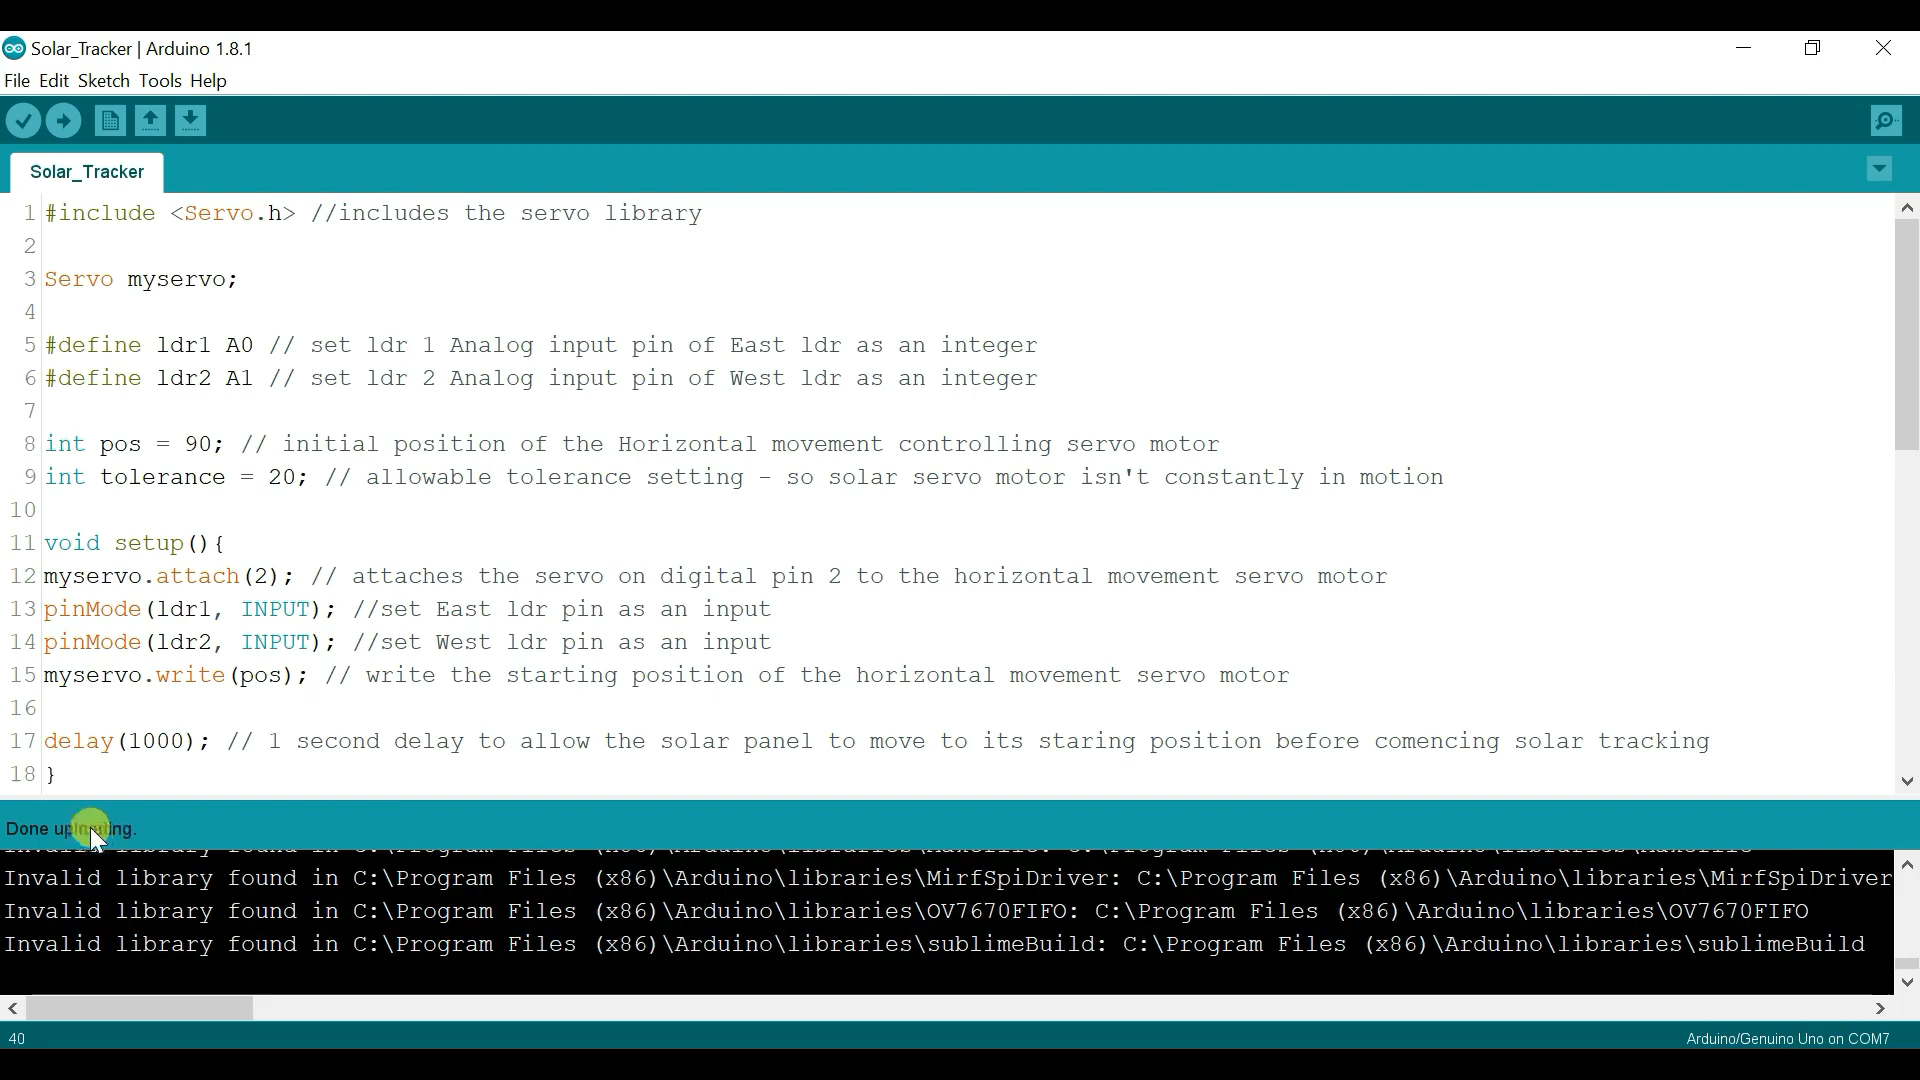 Solar_Tracker | Arduino 1.8.1
File Edit Sketch Tools Help
Solar_Tracker
1 #include <Servo.h> //includes the servo library
2
3 Servo myservo;
4
5 #define ldr1 A0 // set ldr 1 Analog input pin of East ldr as an integer
6 #define ldr2 A1 // set ldr 2 Analog input pin of West ldr as an integer
7
8 int pos = 90; // initial position of the Horizontal movement controlling servo motor
9 int tolerance = 20; // allowable tolerance setting - so solar servo motor isn't constantly in motion
10
11 void setup(){
12 myservo.attach(2); // attaches the servo on digital pin 2 to the horizontal movement servo motor
13 pinMode(ldr1, INPUT); //set East ldr pin as an input
14 pinMode(ldr2, INPUT); //set West ldr pin as an input
15 myservo.write(pos); // write the starting position of the horizontal movement servo motor
16
17 delay(1000); // 1 second delay to allow the solar panel to move to its staring position before comencing solar tracking
18 }
Done uploading.
Invalid library found in C:\Program Files (x86)\Arduino\libraries\MirfSpiDriver: C:\Program Files (x86)\Arduino\libraries\MirfSpiDriver
Invalid library found in C:\Program Files (x86)\Arduino\libraries\OV7670FIFO: C:\Program Files (x86)\Arduino\libraries\OV7670FIFO
Invalid library found in C:\Program Files (x86)\Arduino\libraries\sublimeBuild: C:\Program Files (x86)\Arduino\libraries\sublimeBuild
40
Arduino/Genuino Uno on COM7